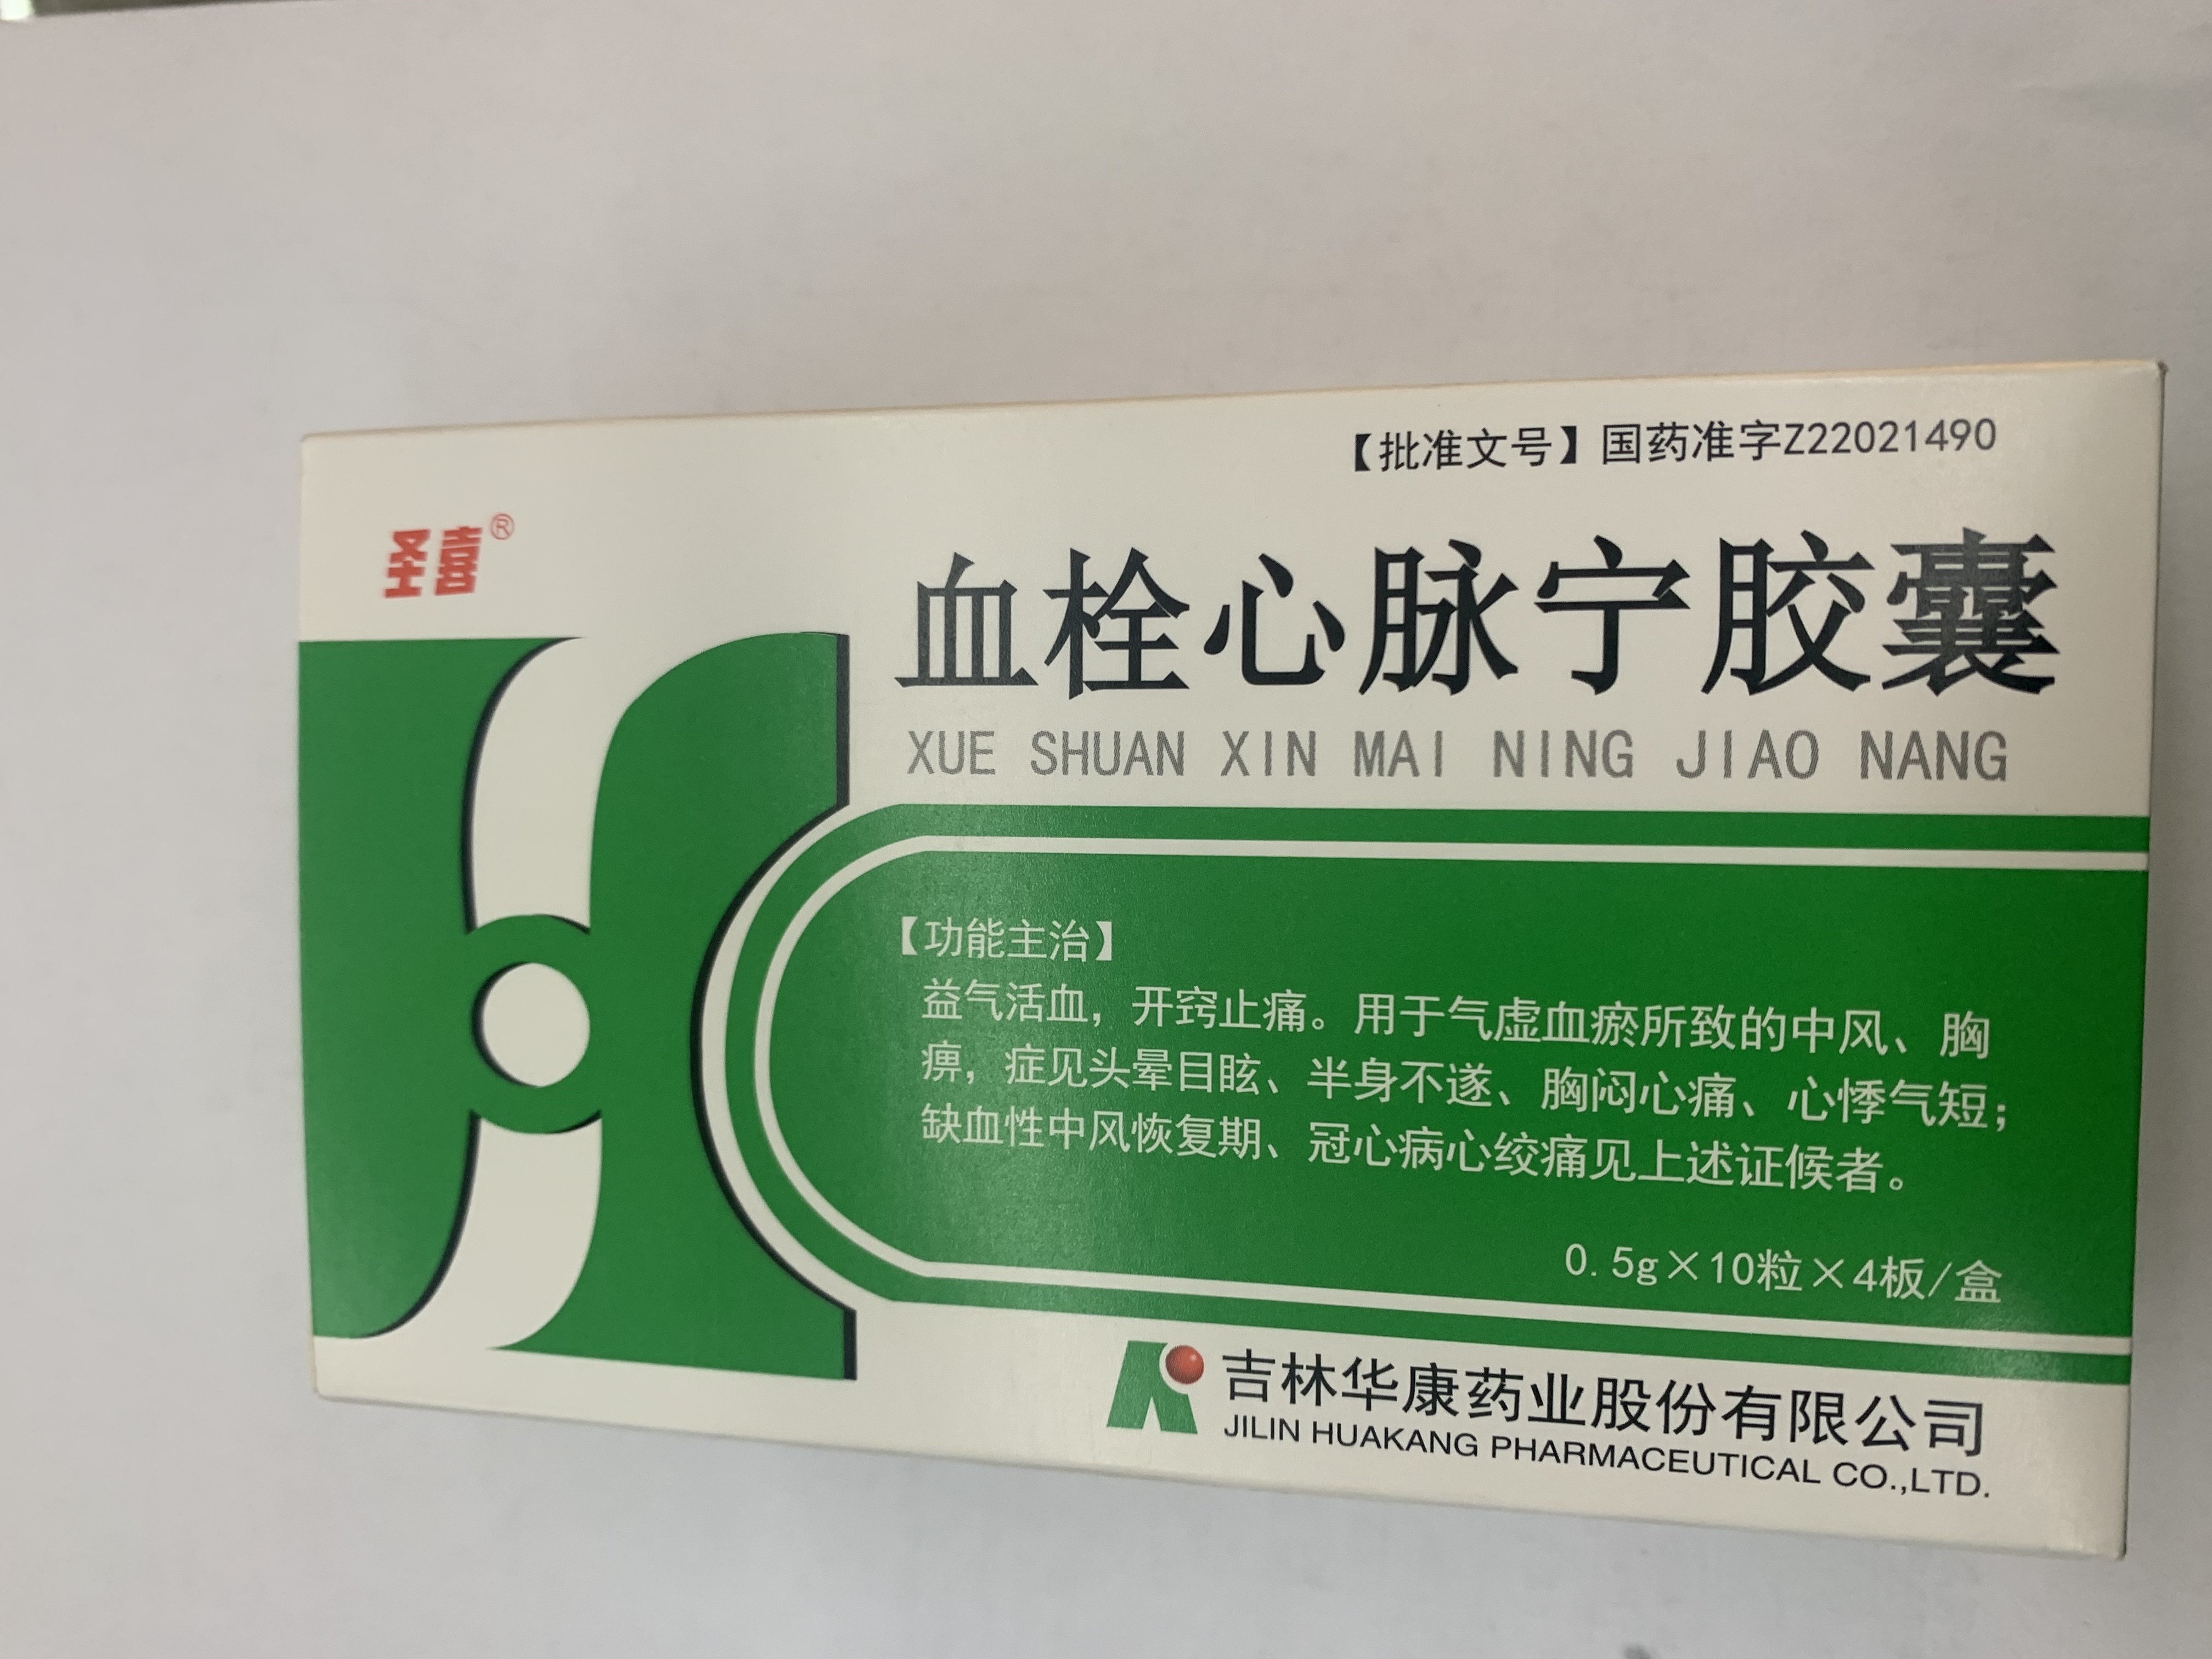 【批准文号】国药准字Z22021490
圣喜®
血栓心脉宁胶囊
XUE SHUAN XIN MAI NING JIAO NANG
【功能主治】
益气活血，开窍止痛。用于气虚血瘀所致的中风、胸
痹，症见头晕目眩、半身不遂、胸闷心痛、心悸气短；
缺血性中风恢复期、冠心病心绞痛见上述证候者。
0.5g×10粒×4板/盒
吉林华康药业股份有限公司
JILIN HUAKANG PHARMACEUTICAL CO.,LTD.